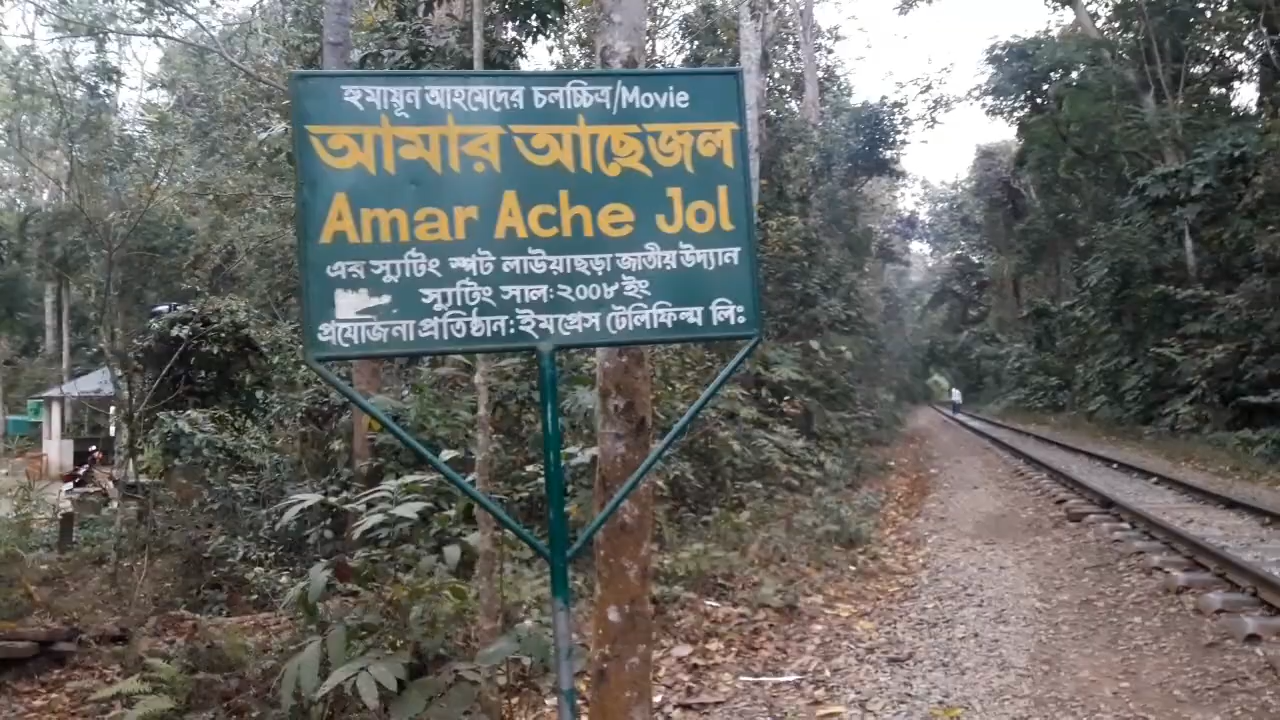 হুমায়ূন আহমেদের চলচ্চিত্র/Movie
আমার আছেজল
Amar Ache Jol
এর স্যুটিং স্পট লাউয়াছড়া জাতীয় উদ্যান
স্যুটিং সাল:২০০৮ ইং
প্রযোজনা প্রতিষ্ঠান:ইমপ্রেস টেলিফিল্ম লিঃ